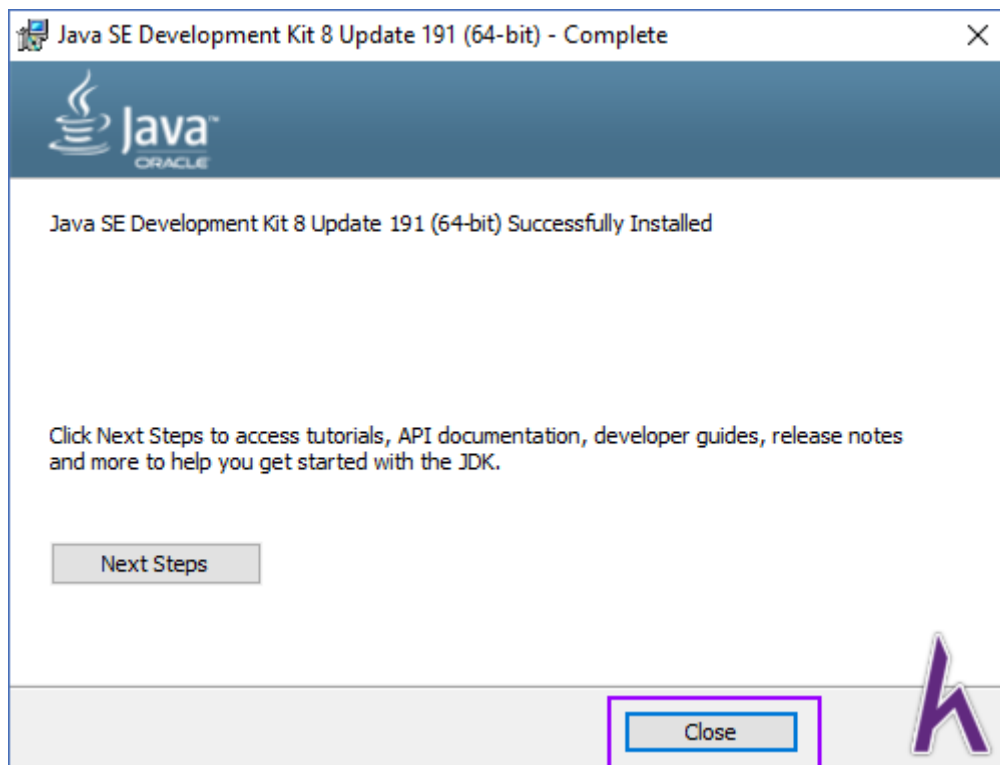 Java SE Development Kit 8 Update 191 (64-bit) - Complete
Java™
ORACLE
Java SE Development Kit 8 Update 191 (64-bit) Successfully Installed
Click Next Steps to access tutorials, API documentation, developer guides, release notes
and more to help you get started with the JDK.
Next Steps
Close
h